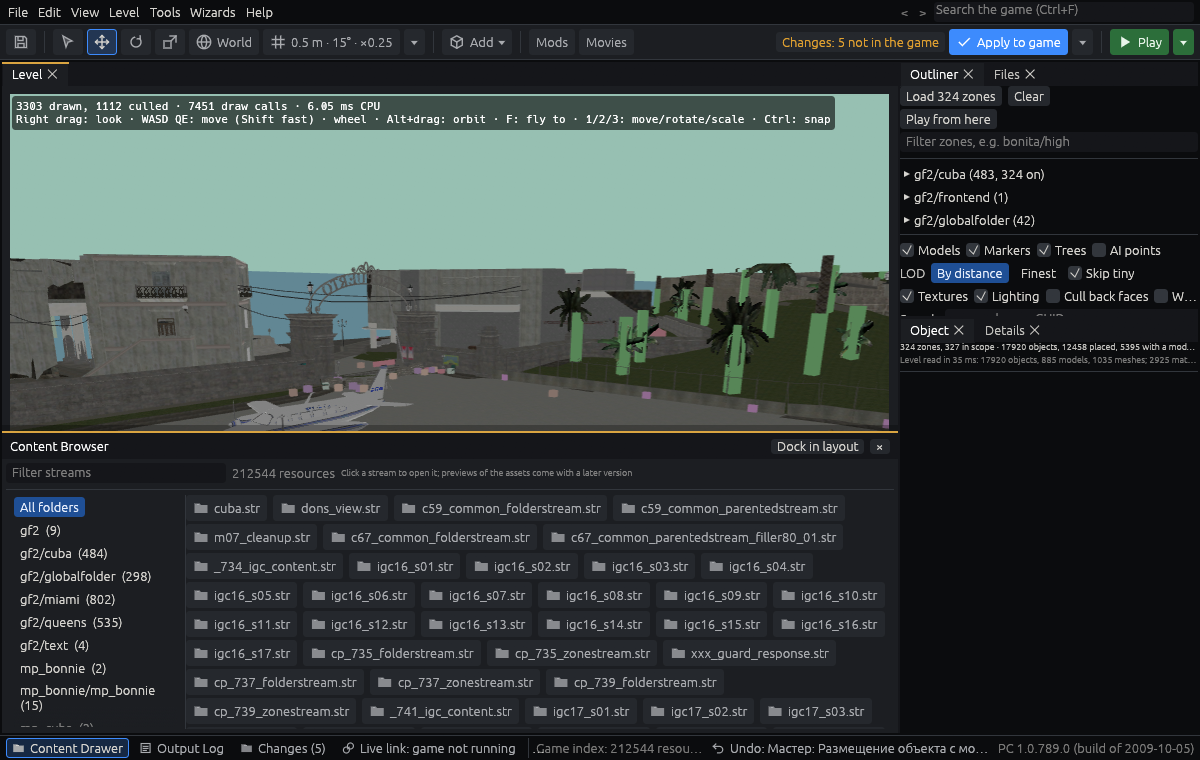 File Edit View Level Tools Wizards Help < > Search the game (Ctrl+F)
World 0.5 m · 15° · ×0.25 Add Mods Movies Changes: 5 not in the game Apply to game Play
Level
3303 drawn, 1112 culled · 7451 draw calls · 6.05 ms CPU
Right drag: look · WASD QE: move (Shift fast) · wheel · Alt+drag: orbit · F: fly to · 1/2/3: move/rotate/scale · Ctrl: snap
Outliner Files
Load 324 zones Clear
Play from here
Filter zones, e.g. bonita/high
gf2/cuba (483, 324 on)
gf2/frontend (1)
gf2/globalfolder (42)
Models Markers Trees AI points
LOD By distance Finest Skip tiny
Textures Lighting Cull back faces W…
Object Details
324 zones, 327 in scope · 17920 objects, 12458 placed, 5395 with a mod…
Level read in 35 ms: 17920 objects, 885 models, 1035 meshes; 2925 mat…
Content Browser Dock in layout ×
Filter streams 212544 resources Click a stream to open it; previews of the assets come with a later version
All folders
gf2 (9)
gf2/cuba (484)
gf2/globalfolder (298)
gf2/miami (802)
gf2/queens (535)
gf2/text (4)
mp_bonnie (2)
mp_bonnie/mp_bonnie
(15)
cuba.str dons_view.str c59_common_folderstream.str c59_common_parentedstream.str
m07_cleanup.str c67_common_folderstream.str c67_common_parentedstream_filler80_01.str
_734_igc_content.str igc16_s01.str igc16_s02.str igc16_s03.str igc16_s04.str
igc16_s05.str igc16_s06.str igc16_s07.str igc16_s08.str igc16_s09.str igc16_s10.str
igc16_s11.str igc16_s12.str igc16_s13.str igc16_s14.str igc16_s15.str igc16_s16.str
igc16_s17.str cp_735_folderstream.str cp_735_zonestream.str xxx_guard_response.str
cp_737_folderstream.str cp_737_zonestream.str cp_739_folderstream.str
cp_739_zonestream.str _741_igc_content.str igc17_s01.str igc17_s02.str igc17_s03.str
Content Drawer Output Log Changes (5) Live link: game not running .Game index: 212544 resou… Undo: Мастер: Размещение объекта с мо… PC 1.0.789.0 (build of 2009-10-05)